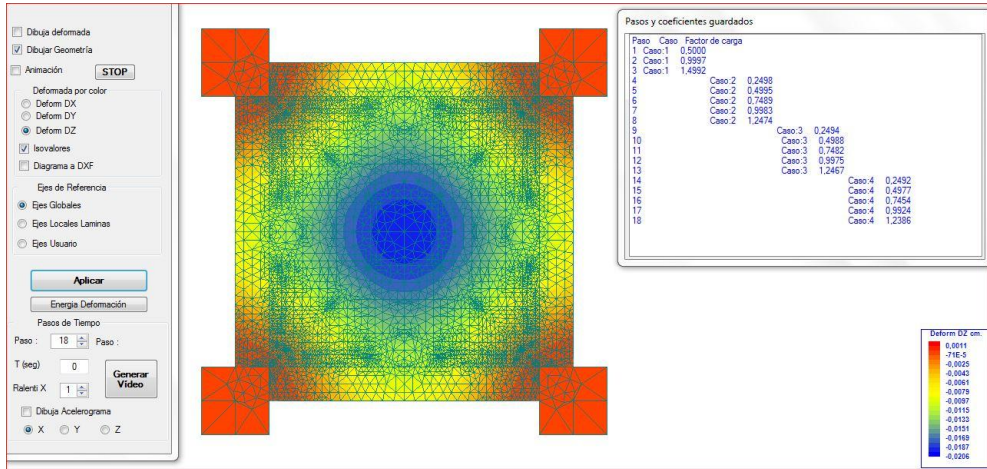 Dibuja deformada
Dibujar Geometría
Animación STOP
Deformada por color
Deform DX
Deform DY
Deform DZ
Isovalores
Diagrama a DXF
Ejes de Referencia
Ejes Globales
Ejes Locales Laminas
Ejes Usuario
Aplicar
Energia Deformación
Pasos de Tiempo
Paso : 18 Paso :
T (seg) 0
Generar Vídeo
Ralenti X 1
Dibuja Acelerograma
X Y Z
Pasos y coeficientes guardados
Paso Caso Factor de carga
1 Caso:1 0,5000
2 Caso:1 0,9997
3 Caso:1 1,4992
4 Caso:2 0,2498
5 Caso:2 0,4995
6 Caso:2 0,7489
7 Caso:2 0,9983
8 Caso:2 1,2474
9 Caso:3 0,2494
10 Caso:3 0,4988
11 Caso:3 0,7482
12 Caso:3 0,9975
13 Caso:3 1,2467
14 Caso:4 0,2492
15 Caso:4 0,4977
16 Caso:4 0,7454
17 Caso:4 0,9924
18 Caso:4 1,2386
Deform DZ cm.
0,0011
-71E-5
-0,0025
-0,0043
-0,0061
-0,0079
-0,0097
-0,0115
-0,0133
-0,0151
-0,0169
-0,0187
-0,0206